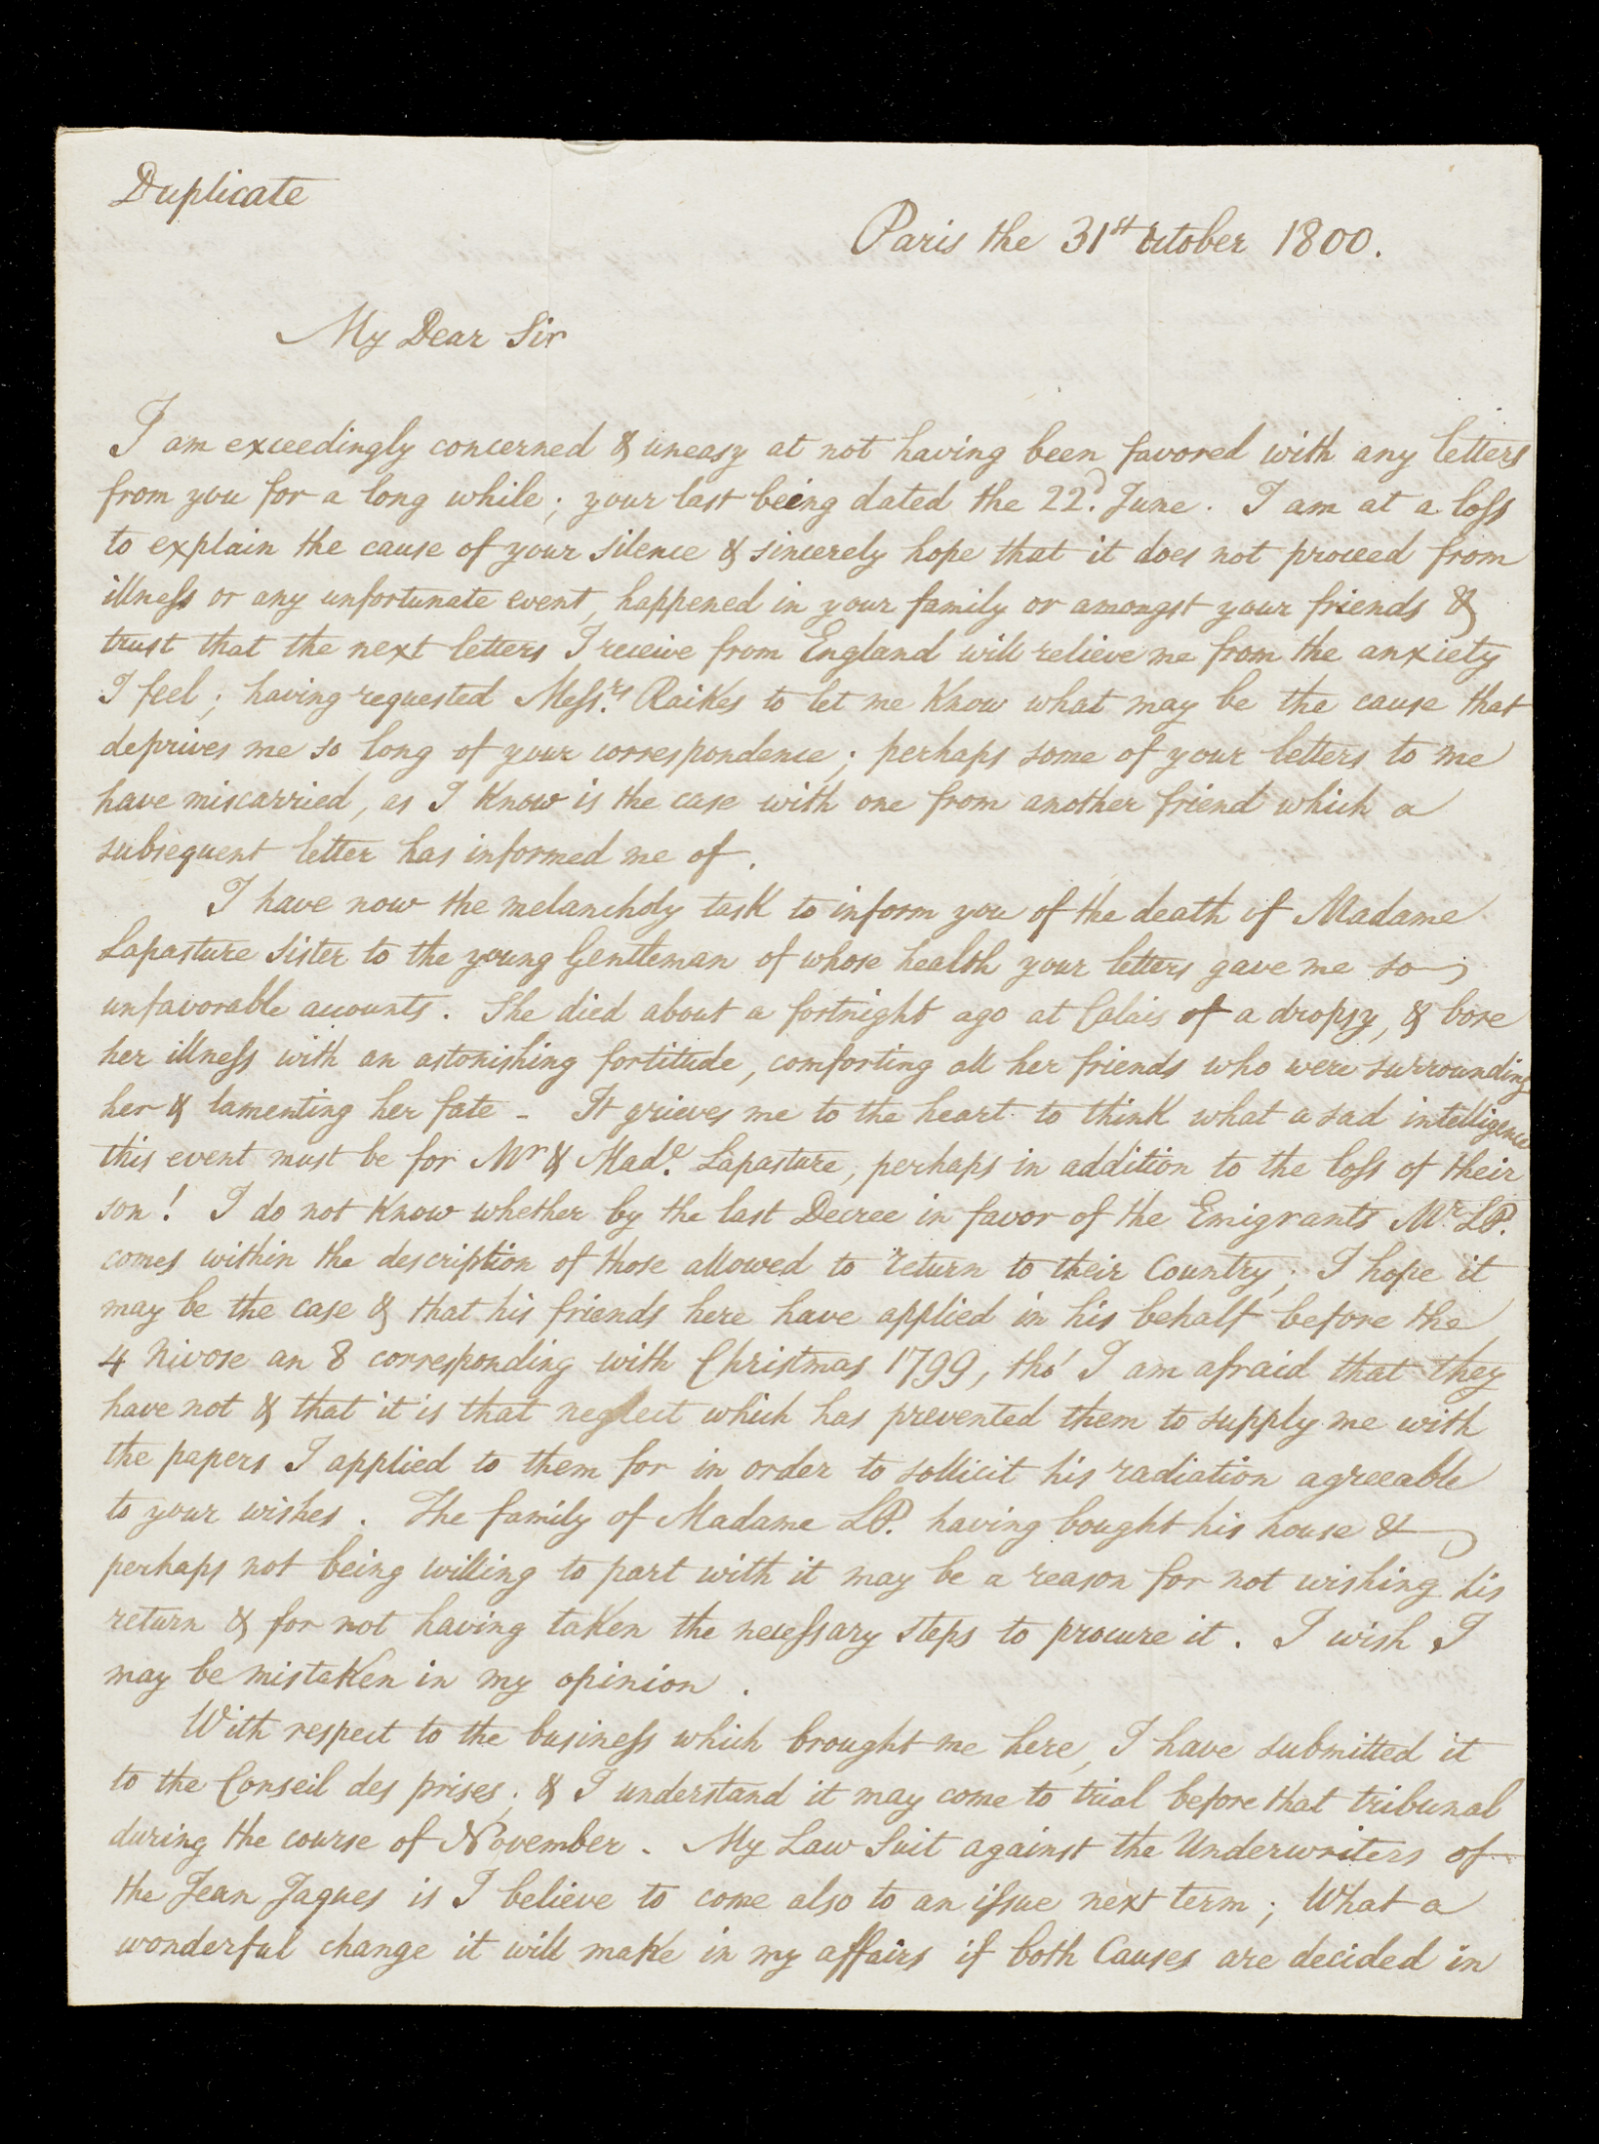 Duplicate
Paris the 31st October 1800.
My Dear Sir
I am exceedingly concerned & uneasy at not having been favored with any letters
from you for a long while; your last being dated the 22d. June. I am at a loss
to explain the cause of your silence & sincerely hope that it does not proceed from
illness or any unfortunate event, happened in your family or amongst your friends &
trust that the next letters I receive from England will relieve me from the anxiety
I feel; having requested Messrs. Raikes to let me know what may be the cause that
deprives me so long of your correspondence; perhaps some of your letters to me
have miscarried, as I know is the case with one from another friend which a
subsequent letter has informed me of.
I have now the melancholy task to inform you of the death of Madame
Lapasture sister to the young Gentleman of whose health your letters gave me so
unfavorable accounts. She died about a fortnight ago at Calais of a dropsy, & bore
her illness with an astonishing fortitude, comforting all her friends who were surrounding
her & lamenting her fate - It grieves me to the heart to think what a sad intelligence
this event must be for Mr & Made. Lapasture, perhaps in addition to the loss of their
son! I do not know whether by the last Decree in favor of the Emigrants Mr. LP.
comes within the description of those allowed to return to their Country; I hope it
may be the case & that his friends here have applied in his behalf before the
4 Nivose an 8 corresponding with Christmas 1799, tho' I am afraid that they
have not & that it is that neglect which has prevented them to supply me with
the papers I applied to them for in order to sollicit his radiation agreeable
to your wishes. The family of Madame LP. having bought his house &
perhaps not being willing to part with it may be a reason for not wishing his
return & for not having taken the necessary steps to procure it. I wish I
may be mistaken in my opinion.
With respect to the business which brought me here, I have submitted it
to the Conseil des prises; & I understand it may come to trial before that tribunal
during the course of November. My Law Suit against the Underwriters of
the Jean Jaques is I believe to come also to an issue next term; What a
wonderful change it will make in my affairs if both Causes are decided in